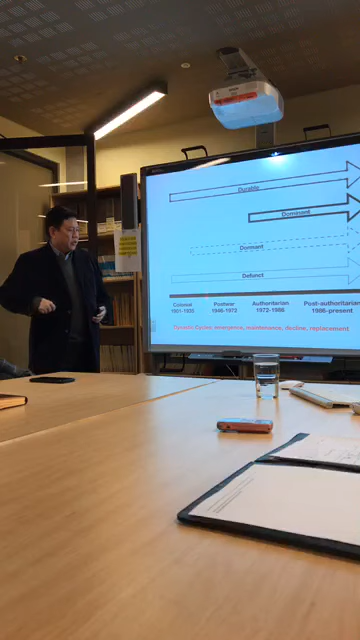 Durable
Dominant
Dormant
Defunct
Colonial Postwar Authoritarian Post-authoritarian
1901-1935 1946-1972 1972-1986 1986-present
Dynastic Cycles: emergence, maintenance, decline, replacement